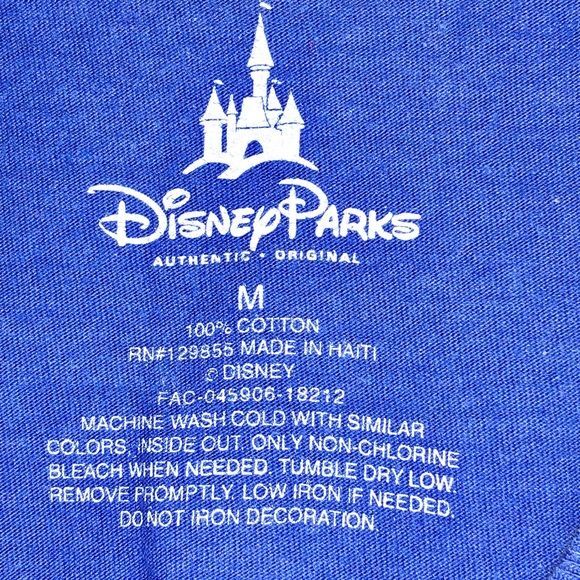 DISNEY PARKS
AUTHENTIC • ORIGINAL
M
100% COTTON
RN#129855 MADE IN HAITI
© DISNEY
FAC-045906-18212
MACHINE WASH COLD WITH SIMILAR
COLORS, INSIDE OUT. ONLY NON-CHLORINE
BLEACH WHEN NEEDED. TUMBLE DRY LOW.
REMOVE PROMPTLY. LOW IRON IF NEEDED.
DO NOT IRON DECORATION.